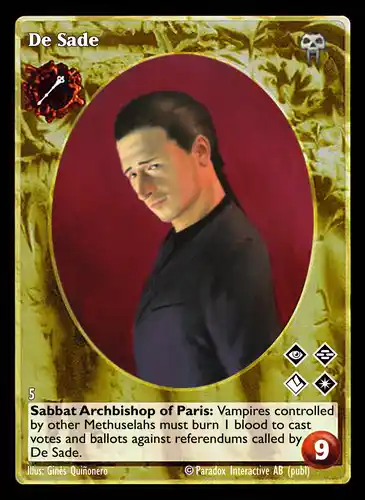 De Sade
5
Sabbat Archbishop of Paris: Vampires controlled
by other Methuselahs must burn 1 blood to cast
votes and ballots against referendums called by
De Sade.
9
Illus: Ginés Quiñonero
© Paradox Interactive AB (publ)